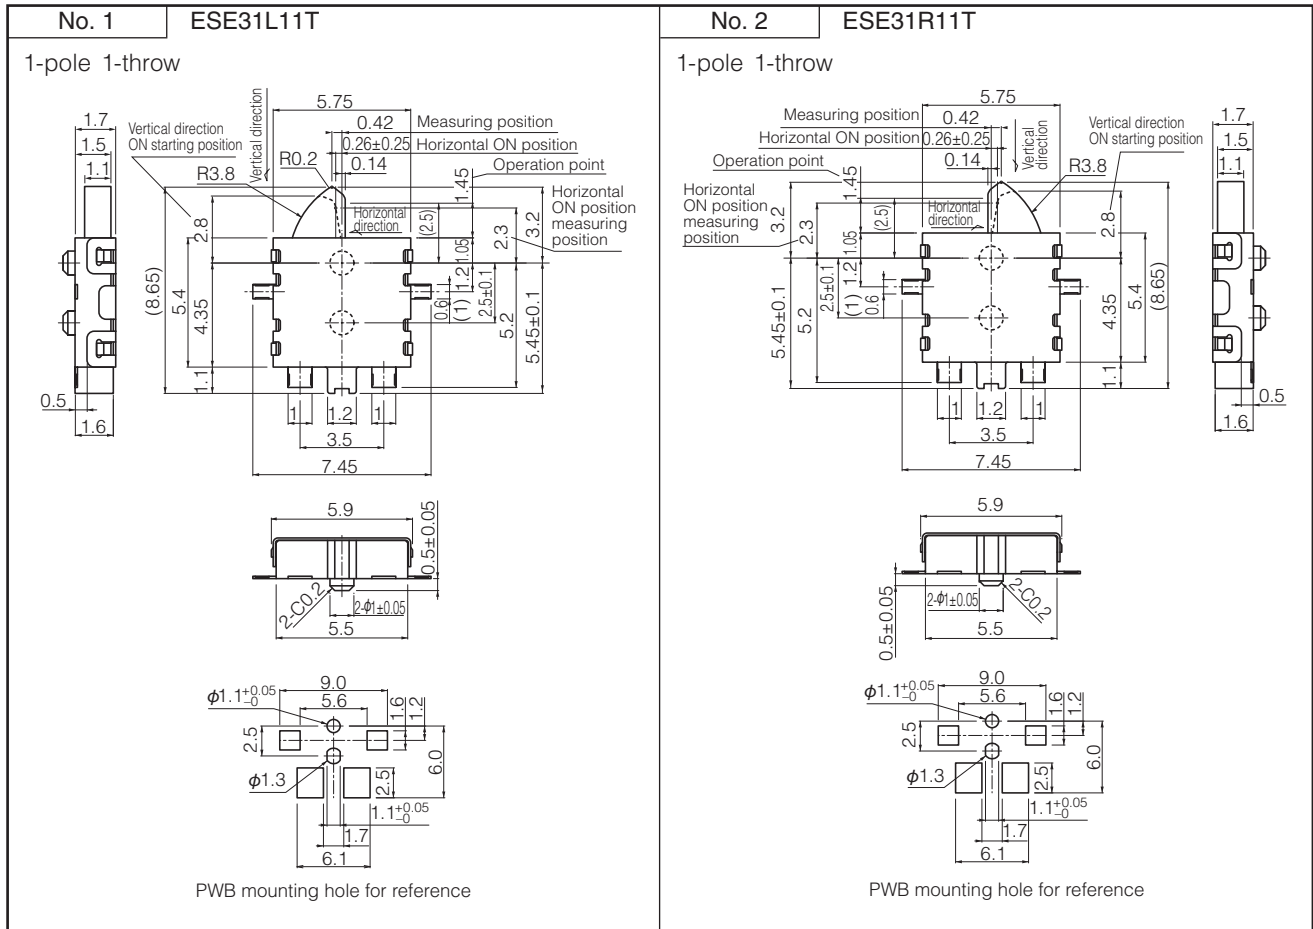 No. 1
ESE31L11T
1-pole 1-throw
Vertical direction
5.75
0.42
Measuring position
1.7
Vertical direction
ON starting position
0.26±0.25
Horizontal ON position
1.5
R0.2
0.14
Operation point
1.1
R3.8
1.45
Horizontal
ON position
measuring
position
Horizontal
direction
(2.5)
3.2
2.8
2.3
1.05
(8.65)
5.4
4.35
1.2
2.5±0.1
0.6
(1)
5.2
5.45±0.1
1.1
0.5
1.6
1
1.2
1
3.5
7.45
5.9
0.5±0.05
2-C0.2
2-ϕ1±0.05
5.5
9.0
ϕ1.1+0.05 −0
5.6
1.6
1.2
2.5
6.0
ϕ1.3
2.5
1.1+0.05 −0
1.7
6.1
PWB mounting hole for reference
No. 2
ESE31R11T
1-pole 1-throw
5.75
Measuring position
0.42
Vertical
direction
Vertical direction
ON starting position
1.7
Horizontal ON position
0.26±0.25
1.5
Operation point
0.14
R3.8
1.1
1.45
Horizontal
ON position
measuring
position
Horizontal
direction
(2.5)
3.2
2.3
2.8
1.05
1.2
2.5±0.1
(1)
0.6
5.45±0.1
5.2
4.35
5.4
(8.65)
1.1
0.5
1.6
1
1.2
1
3.5
7.45
5.9
0.5±0.05
2-ϕ1±0.05
2-C0.2
5.5
9.0
ϕ1.1+0.05 −0
5.6
1.6
1.2
2.5
6.0
ϕ1.3
2.5
1.1+0.05 −0
1.7
6.1
PWB mounting hole for reference